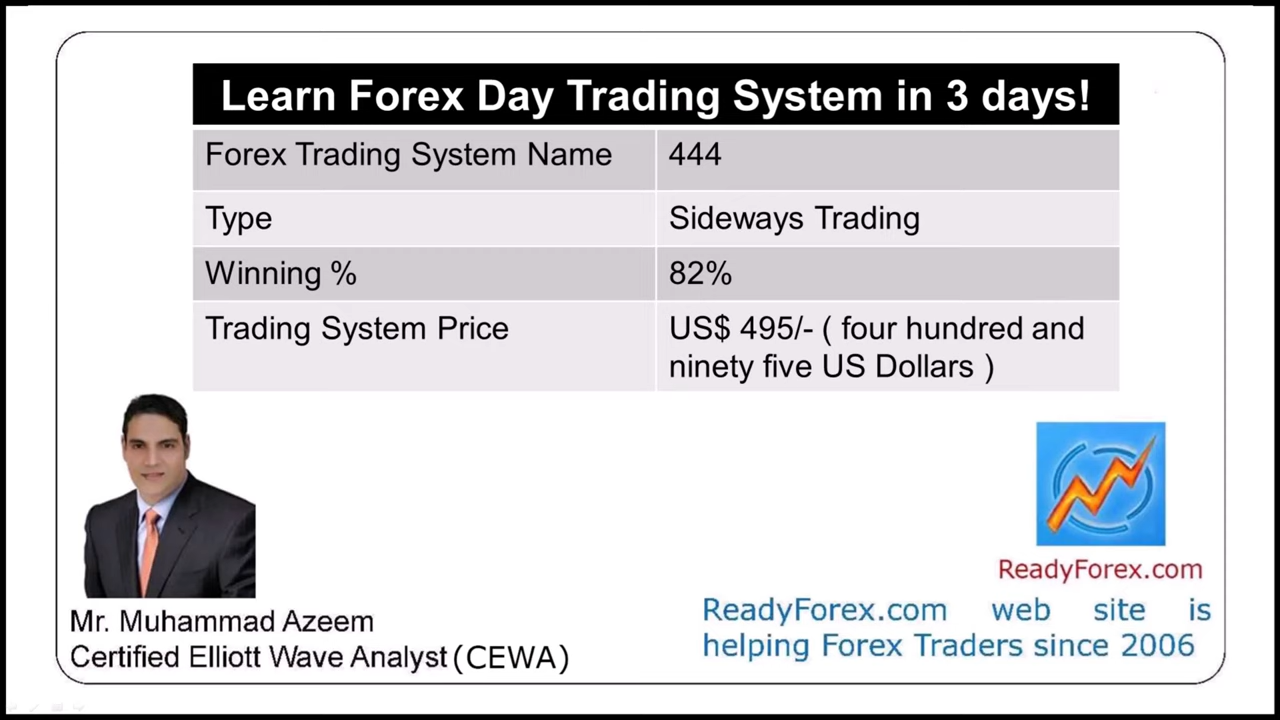 Learn Forex Day Trading System in 3 days!
Forex Trading System Name 444
Type Sideways Trading
Winning % 82%
Trading System Price US$ 495/- ( four hundred and
ninety five US Dollars )
ReadyForex.com
Mr. Muhammad Azeem
Certified Elliott Wave Analyst (CEWA)
ReadyForex.com web site is
helping Forex Traders since 2006